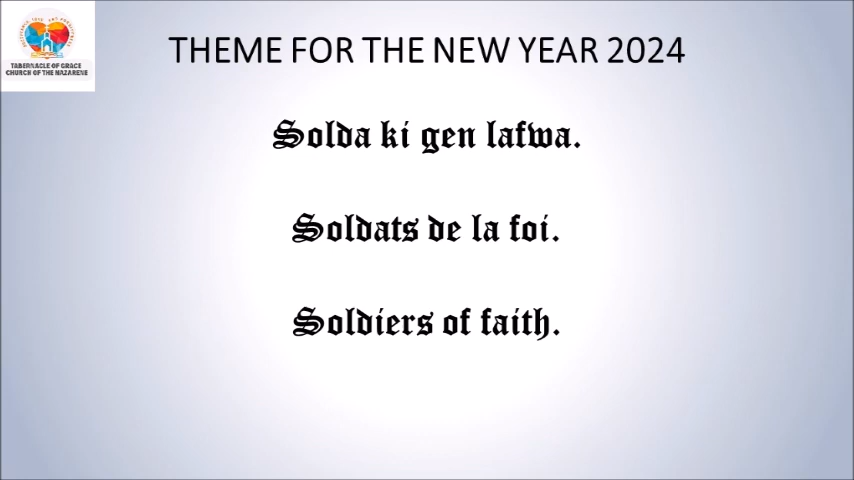 TABERNACLE OF GRACE
CHURCH OF THE NAZARENE
THEME FOR THE NEW YEAR 2024
Solda ki gen lafwa.
Soldats de la foi.
Soldiers of faith.